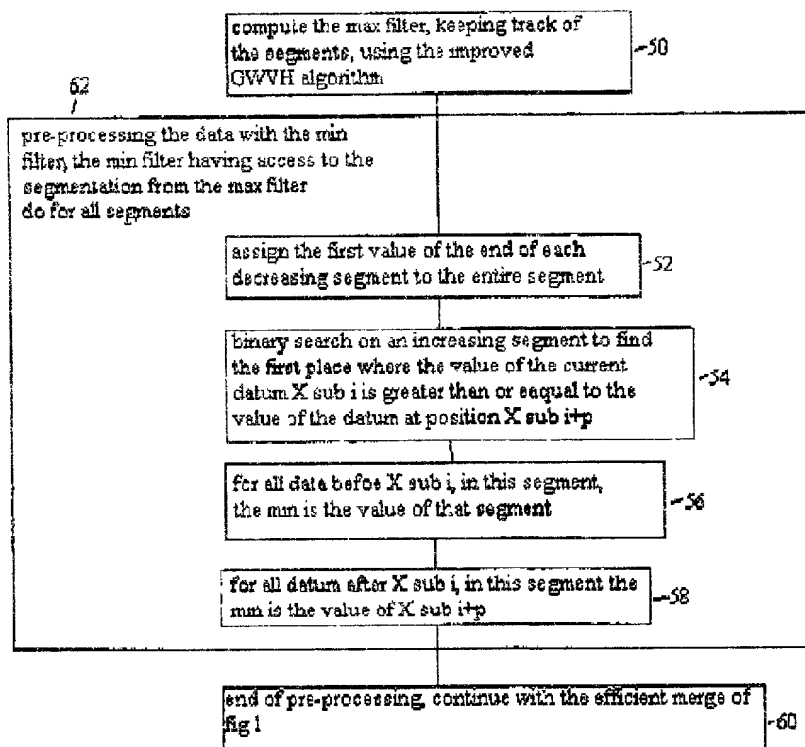 compute the max filter, keeping track of
the segments, using the improved
GWVH algorithm
50
62
pre-processing the data with the min
filter, the min filter having access to the
segmentation from the max filter
do for all segments
assign the first value of the end of each
decreasing segment to the entire segment
52
binary search on an increasing segment to find
the first place where the value of the current
datum X sub i is greater than or eequal to the
value of the datum at position X sub i+p
54
for all data befoe X sub i, in this segment,
the mm is the value of that segment
56
for all datum after X sub i, in this segment the
mm is the value of X sub i+p
58
end of pre-processing, continue with the efficient merge of
fig 1
60